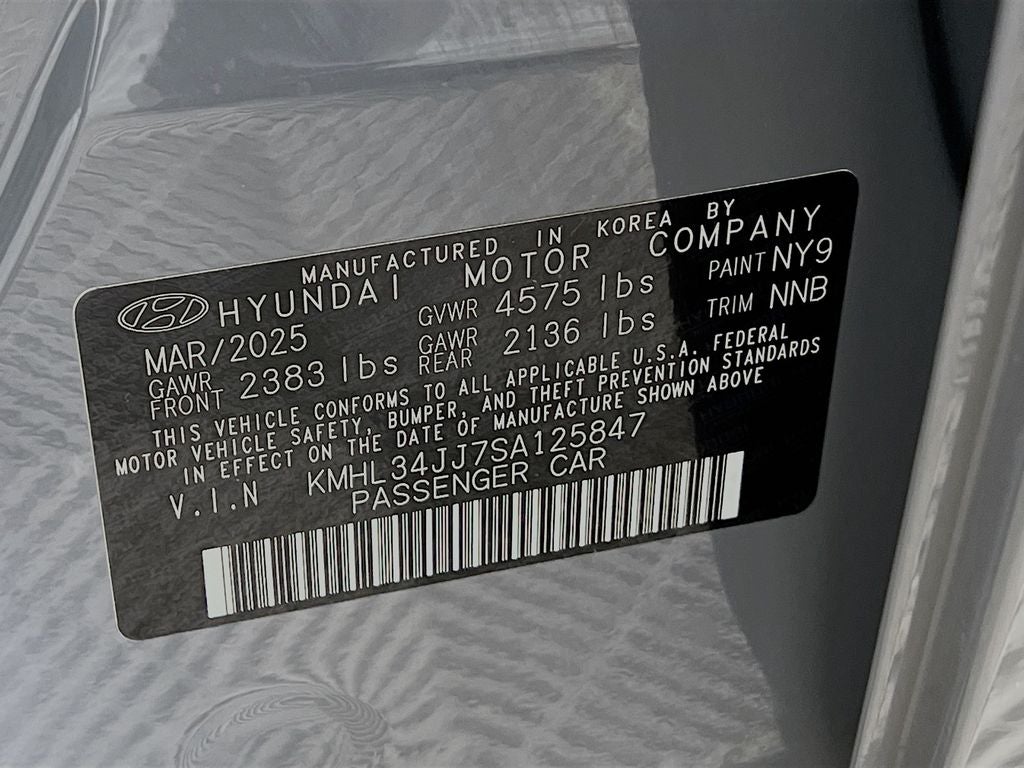 MANUFACTURED IN KOREA BY
HYUNDAI MOTOR COMPANY
MAR/2025 GVWR 4575 lbs PAINT NY9
GAWR FRONT 2383 lbs GAWR REAR 2136 lbs TRIM NNB
THIS VEHICLE CONFORMS TO ALL APPLICABLE U.S.A. FEDERAL
MOTOR VEHICLE SAFETY, BUMPER, AND THEFT PREVENTION STANDARDS
IN EFFECT ON THE DATE OF MANUFACTURE SHOWN ABOVE
V.I.N KMHL34JJ7SA125847
PASSENGER CAR